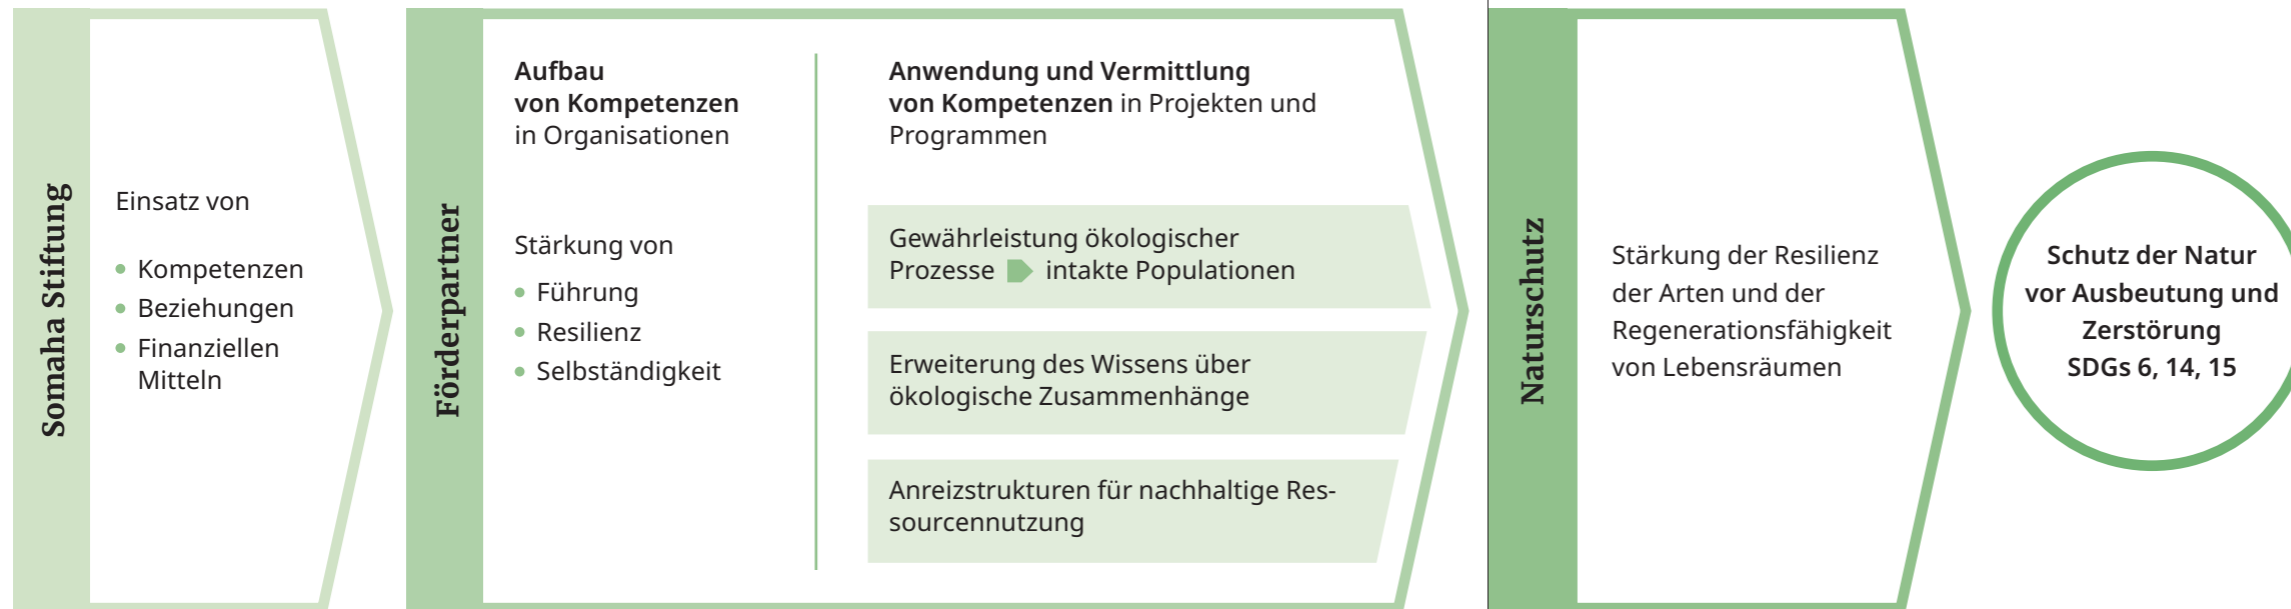 Somaha Stiftung
Einsatz von
Kompetenzen
Beziehungen
Finanziellen
Mitteln
Förderpartner
Aufbau
von Kompetenzen
in Organisationen
Stärkung von
Führung
Resilienz
Selbständigkeit
Anwendung und Vermittlung
von Kompetenzen in Projekten und
Programmen
Gewährleistung ökologischer
Prozesse intakte Populationen
Erweiterung des Wissens über
ökologische Zusammenhänge
Anreizstrukturen für nachhaltige Res-
sourcennutzung
Naturschutz
Stärkung der Resilienz
der Arten und der
Regenerationsfähigkeit
von Lebensräumen
Schutz der Natur
vor Ausbeutung und
Zerstörung
SDGs 6, 14, 15